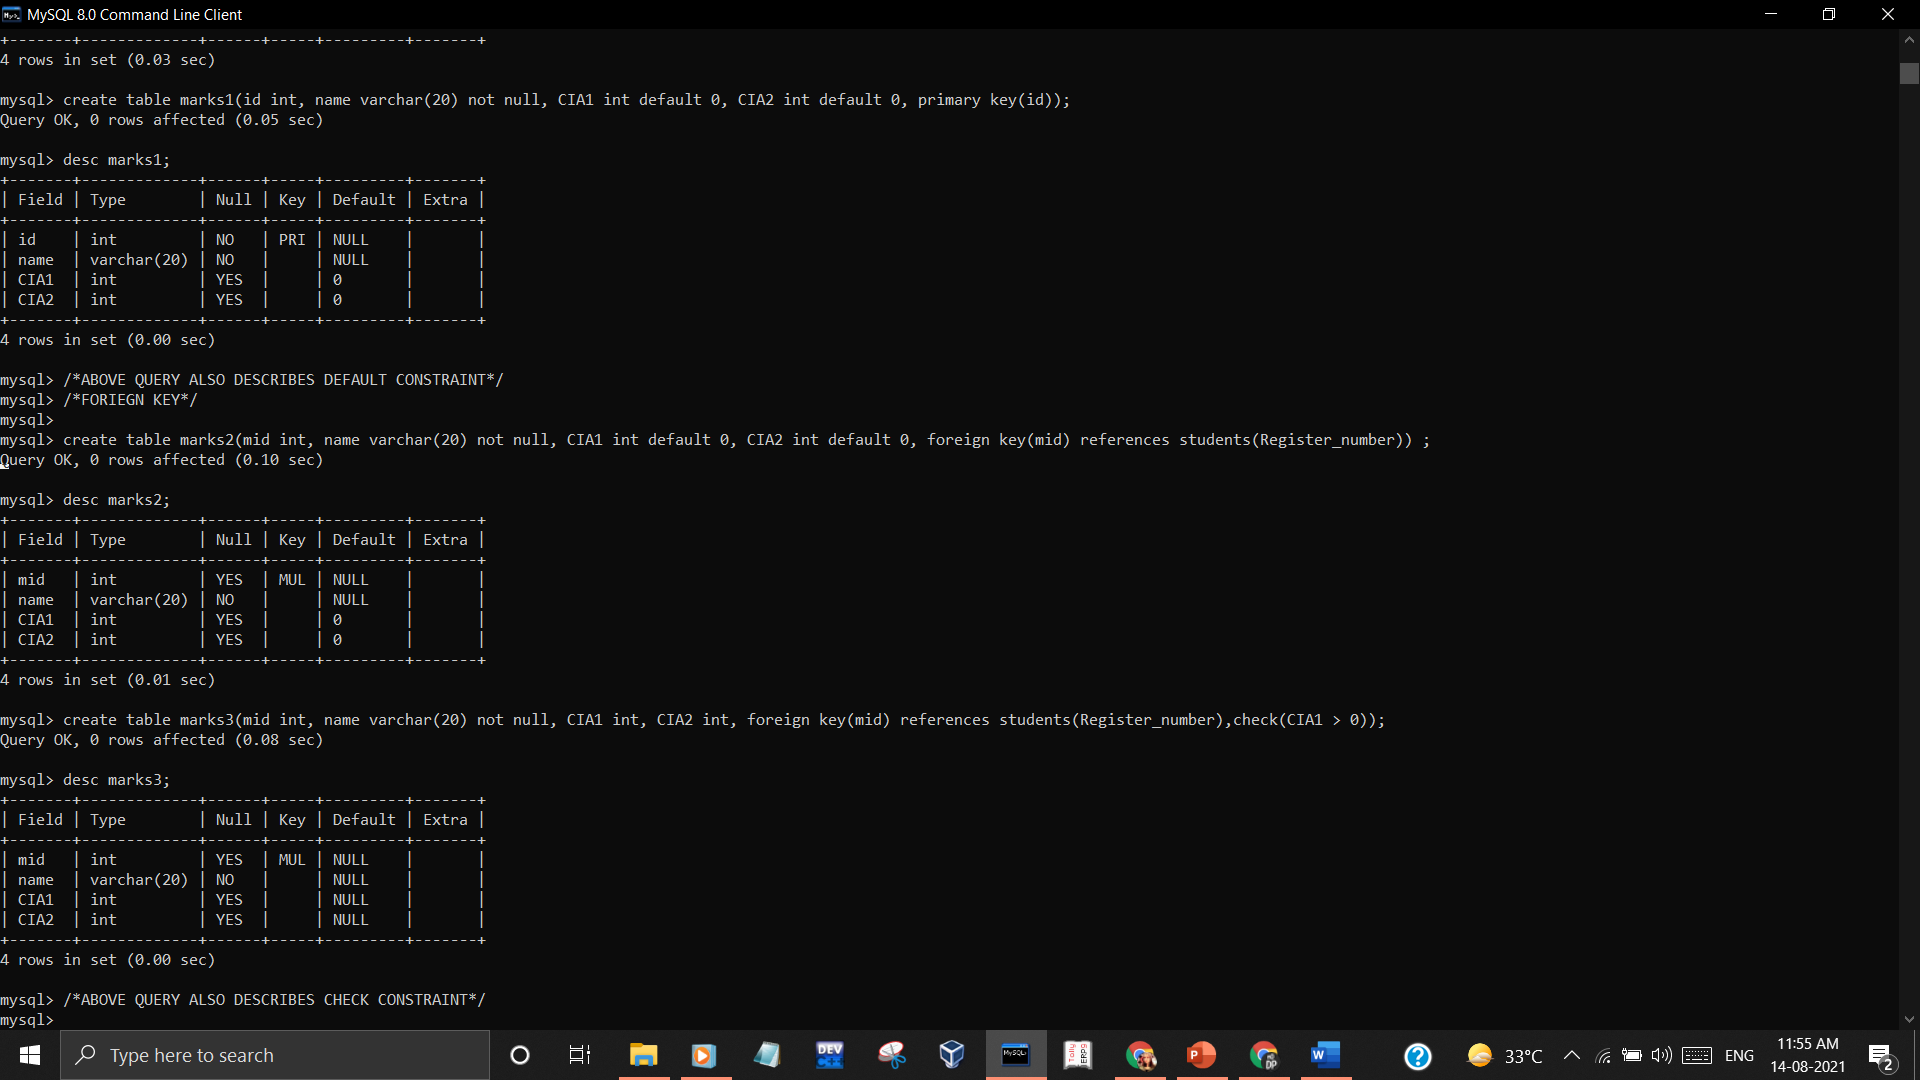 MySQL 8.0 Command Line Client
+-------+-------------+------+-----+---------+-------+
4 rows in set (0.03 sec)
mysql> create table marks1(id int, name varchar(20) not null, CIA1 int default 0, CIA2 int default 0, primary key(id));
Query OK, 0 rows affected (0.05 sec)
mysql> desc marks1;
+-------+-------------+------+-----+---------+-------+
| Field | Type        | Null | Key | Default | Extra |
+-------+-------------+------+-----+---------+-------+
| id    | int         | NO   | PRI | NULL    |       |
| name  | varchar(20) | NO   |     | NULL    |       |
| CIA1  | int         | YES  |     | 0       |       |
| CIA2  | int         | YES  |     | 0       |       |
+-------+-------------+------+-----+---------+-------+
4 rows in set (0.00 sec)
mysql> /*ABOVE QUERY ALSO DESCRIBES DEFAULT CONSTRAINT*/
mysql> /*FORIEGN KEY*/
mysql>
mysql> create table marks2(mid int, name varchar(20) not null, CIA1 int default 0, CIA2 int default 0, foreign key(mid) references students(Register_number)) ;
Query OK, 0 rows affected (0.10 sec)
mysql> desc marks2;
+-------+-------------+------+-----+---------+-------+
| Field | Type        | Null | Key | Default | Extra |
+-------+-------------+------+-----+---------+-------+
| mid   | int         | YES  | MUL | NULL    |       |
| name  | varchar(20) | NO   |     | NULL    |       |
| CIA1  | int         | YES  |     | 0       |       |
| CIA2  | int         | YES  |     | 0       |       |
+-------+-------------+------+-----+---------+-------+
4 rows in set (0.01 sec)
mysql> create table marks3(mid int, name varchar(20) not null, CIA1 int, CIA2 int, foreign key(mid) references students(Register_number),check(CIA1 > 0));
Query OK, 0 rows affected (0.08 sec)
mysql> desc marks3;
+-------+-------------+------+-----+---------+-------+
| Field | Type        | Null | Key | Default | Extra |
+-------+-------------+------+-----+---------+-------+
| mid   | int         | YES  | MUL | NULL    |       |
| name  | varchar(20) | NO   |     | NULL    |       |
| CIA1  | int         | YES  |     | NULL    |       |
| CIA2  | int         | YES  |     | NULL    |       |
+-------+-------------+------+-----+---------+-------+
4 rows in set (0.00 sec)
mysql> /*ABOVE QUERY ALSO DESCRIBES CHECK CONSTRAINT*/
mysql>
Type here to search
DEV
MySQL
Tally
ERP9
P
DP
W
?
33°C
ENG
11:55 AM
14-08-2021
2